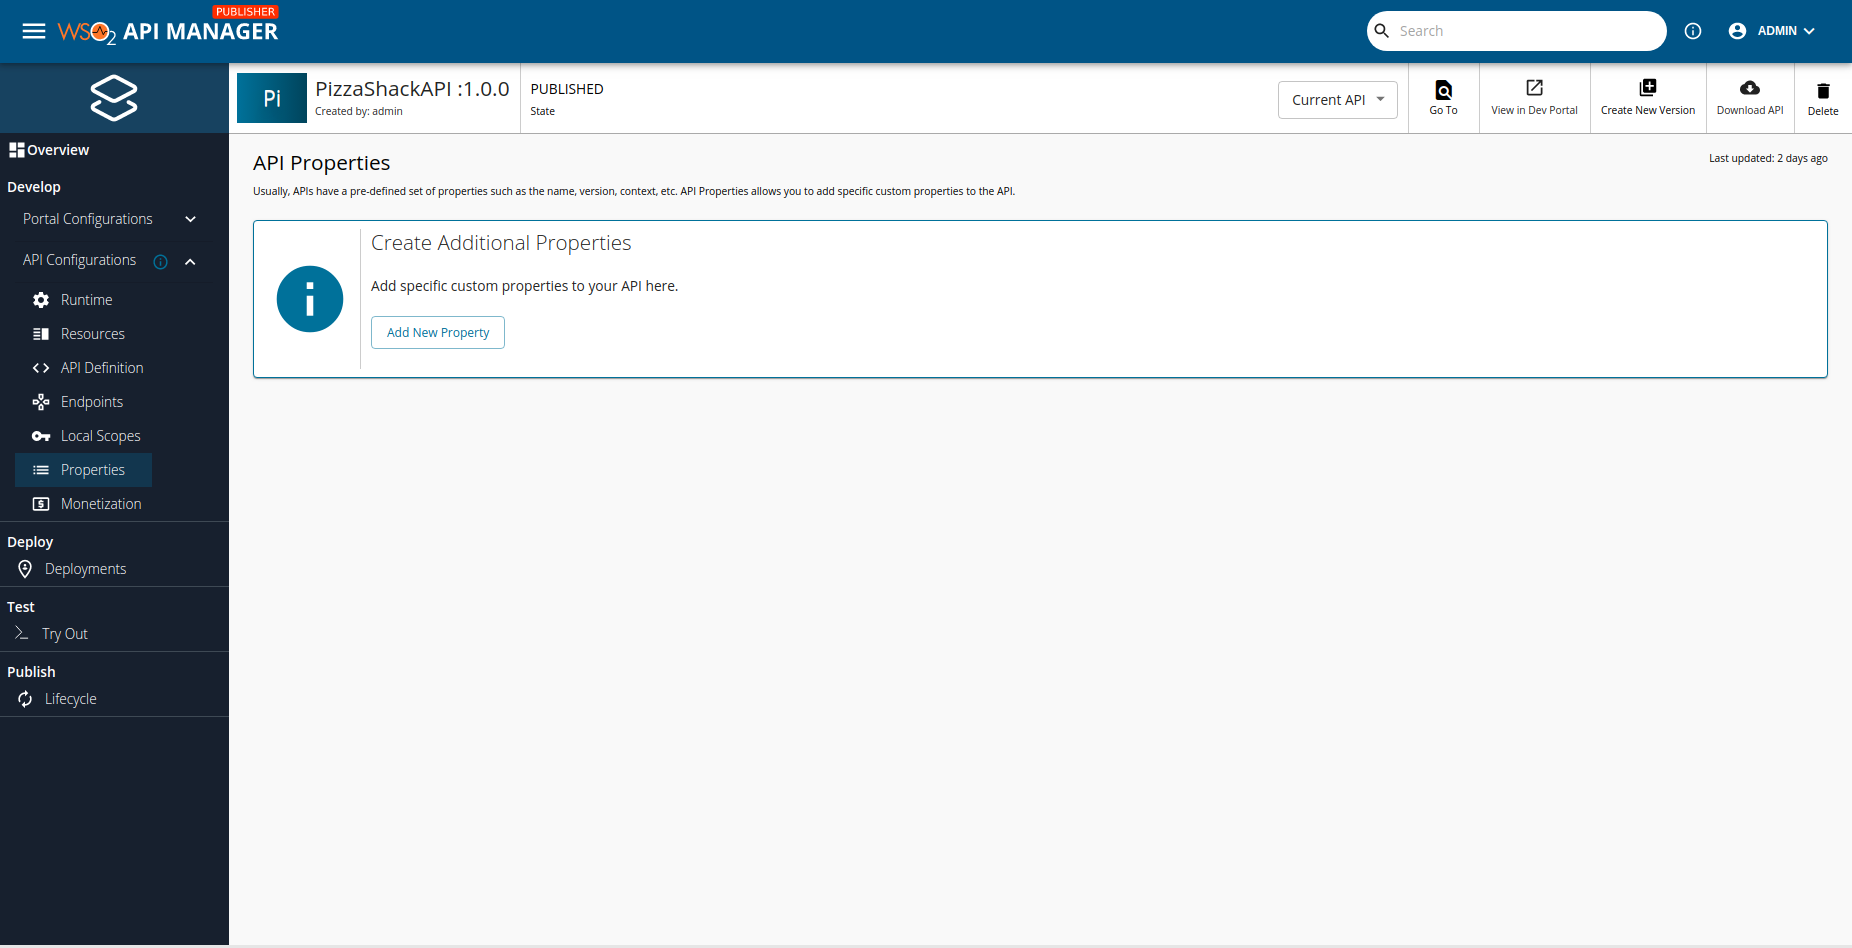 PUBLISHER
WSO2 API MANAGER
Search
ADMIN
Pi
PizzaShackAPI :1.0.0
Created by: admin
PUBLISHED
State
Current API
Go To
View in Dev Portal
Create New Version
Download API
Delete
Overview
Develop
Portal Configurations
API Configurations
Runtime
Resources
API Definition
Endpoints
Local Scopes
Properties
Monetization
Deploy
Deployments
Test
Try Out
Publish
Lifecycle
API Properties
Last updated: 2 days ago
Usually, APIs have a pre-defined set of properties such as the name, version, context, etc. API Properties allows you to add specific custom properties to the API.
Create Additional Properties
Add specific custom properties to your API here.
Add New Property